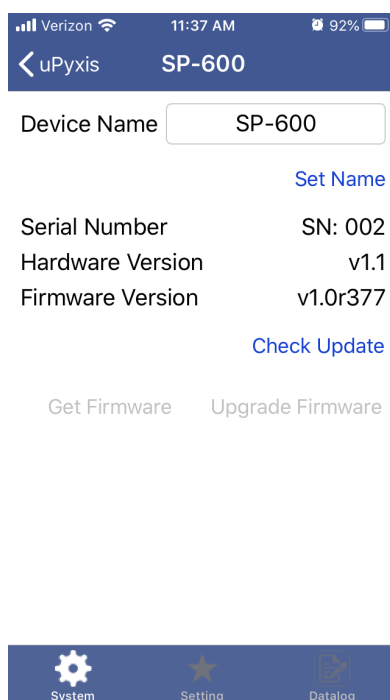 Verizon 11:37 AM 92%
uPyxis SP-600
Device Name SP-600
Set Name
Serial Number SN: 002
Hardware Version v1.1
Firmware Version v1.0r377
Check Update
Get Firmware Upgrade Firmware
System Setting Datalog